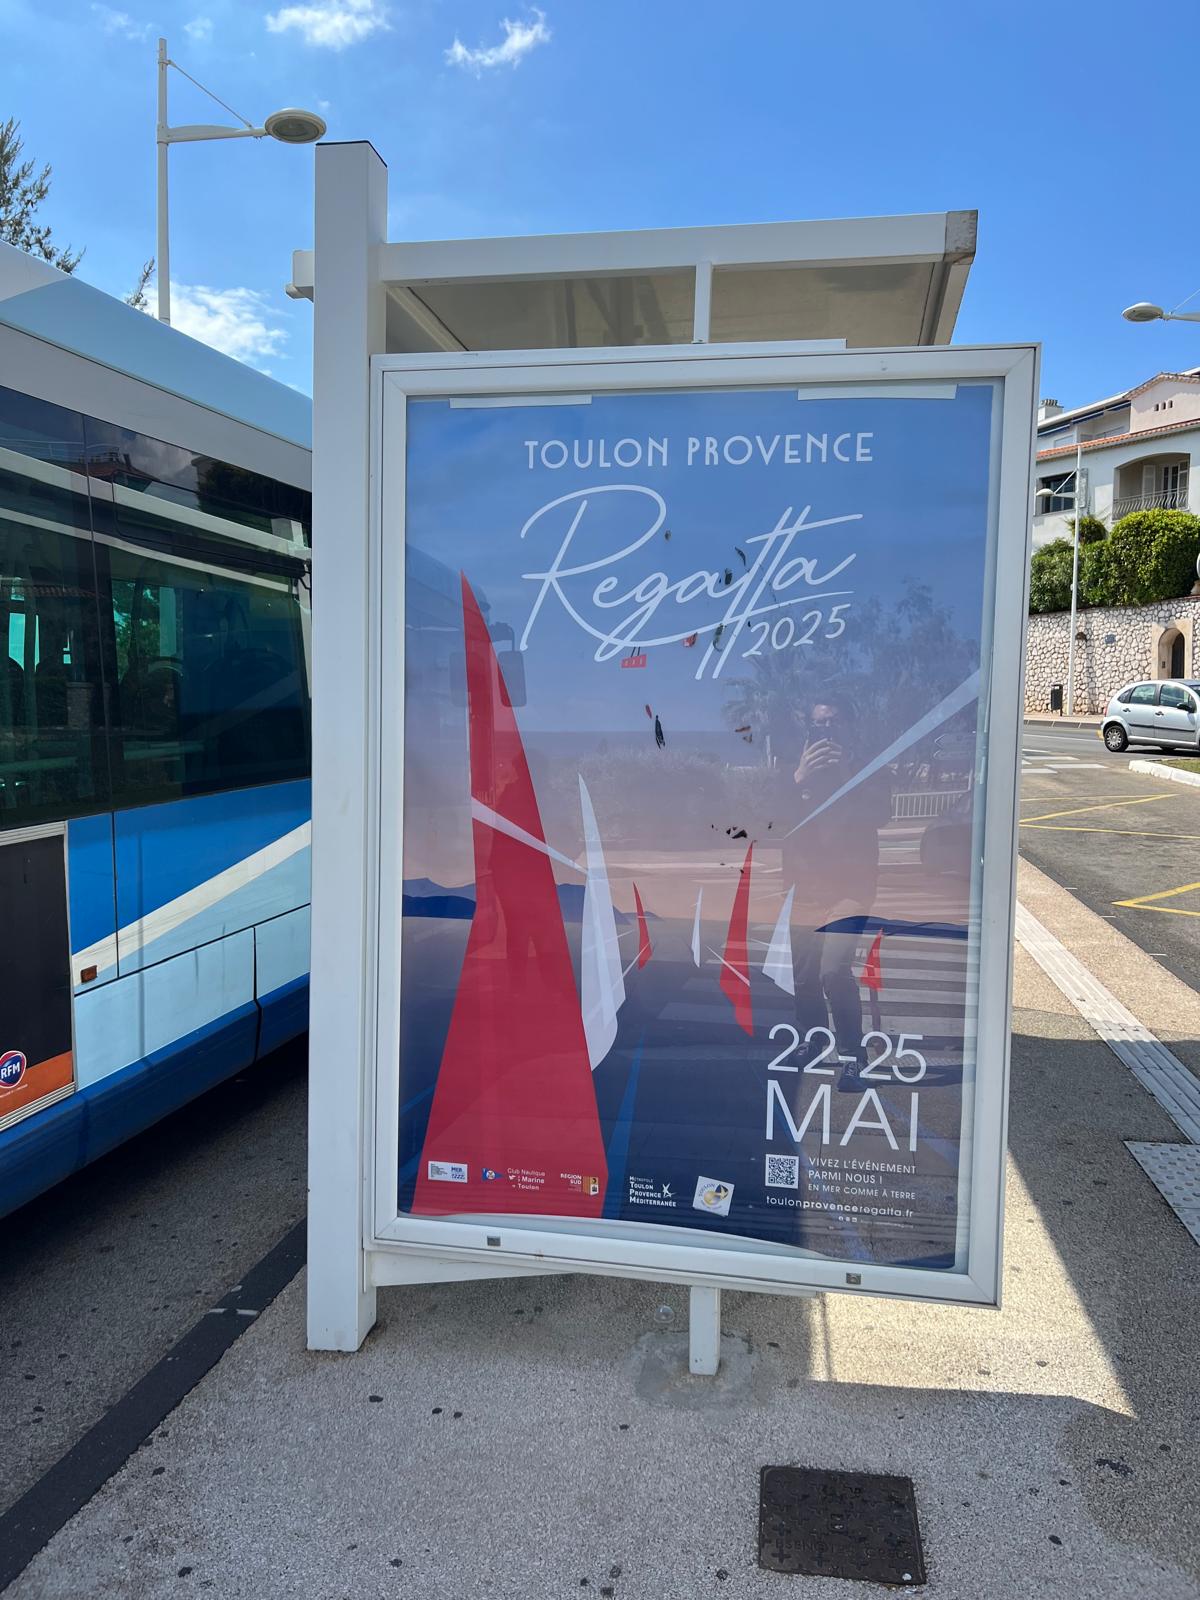 TOULON PROVENCE
Regatta
2025
22-25
MAI
VIVEZ L'ÉVÉNEMENT
PARMI NOUS !
EN MER COMME À TERRE
toulonprovenceregatta.fr
Club Nautique
Marine
Toulon
REGION
SUD
MÉTROPOLE
TOULON
PROVENCE
MÉDITERRANÉE
RFM